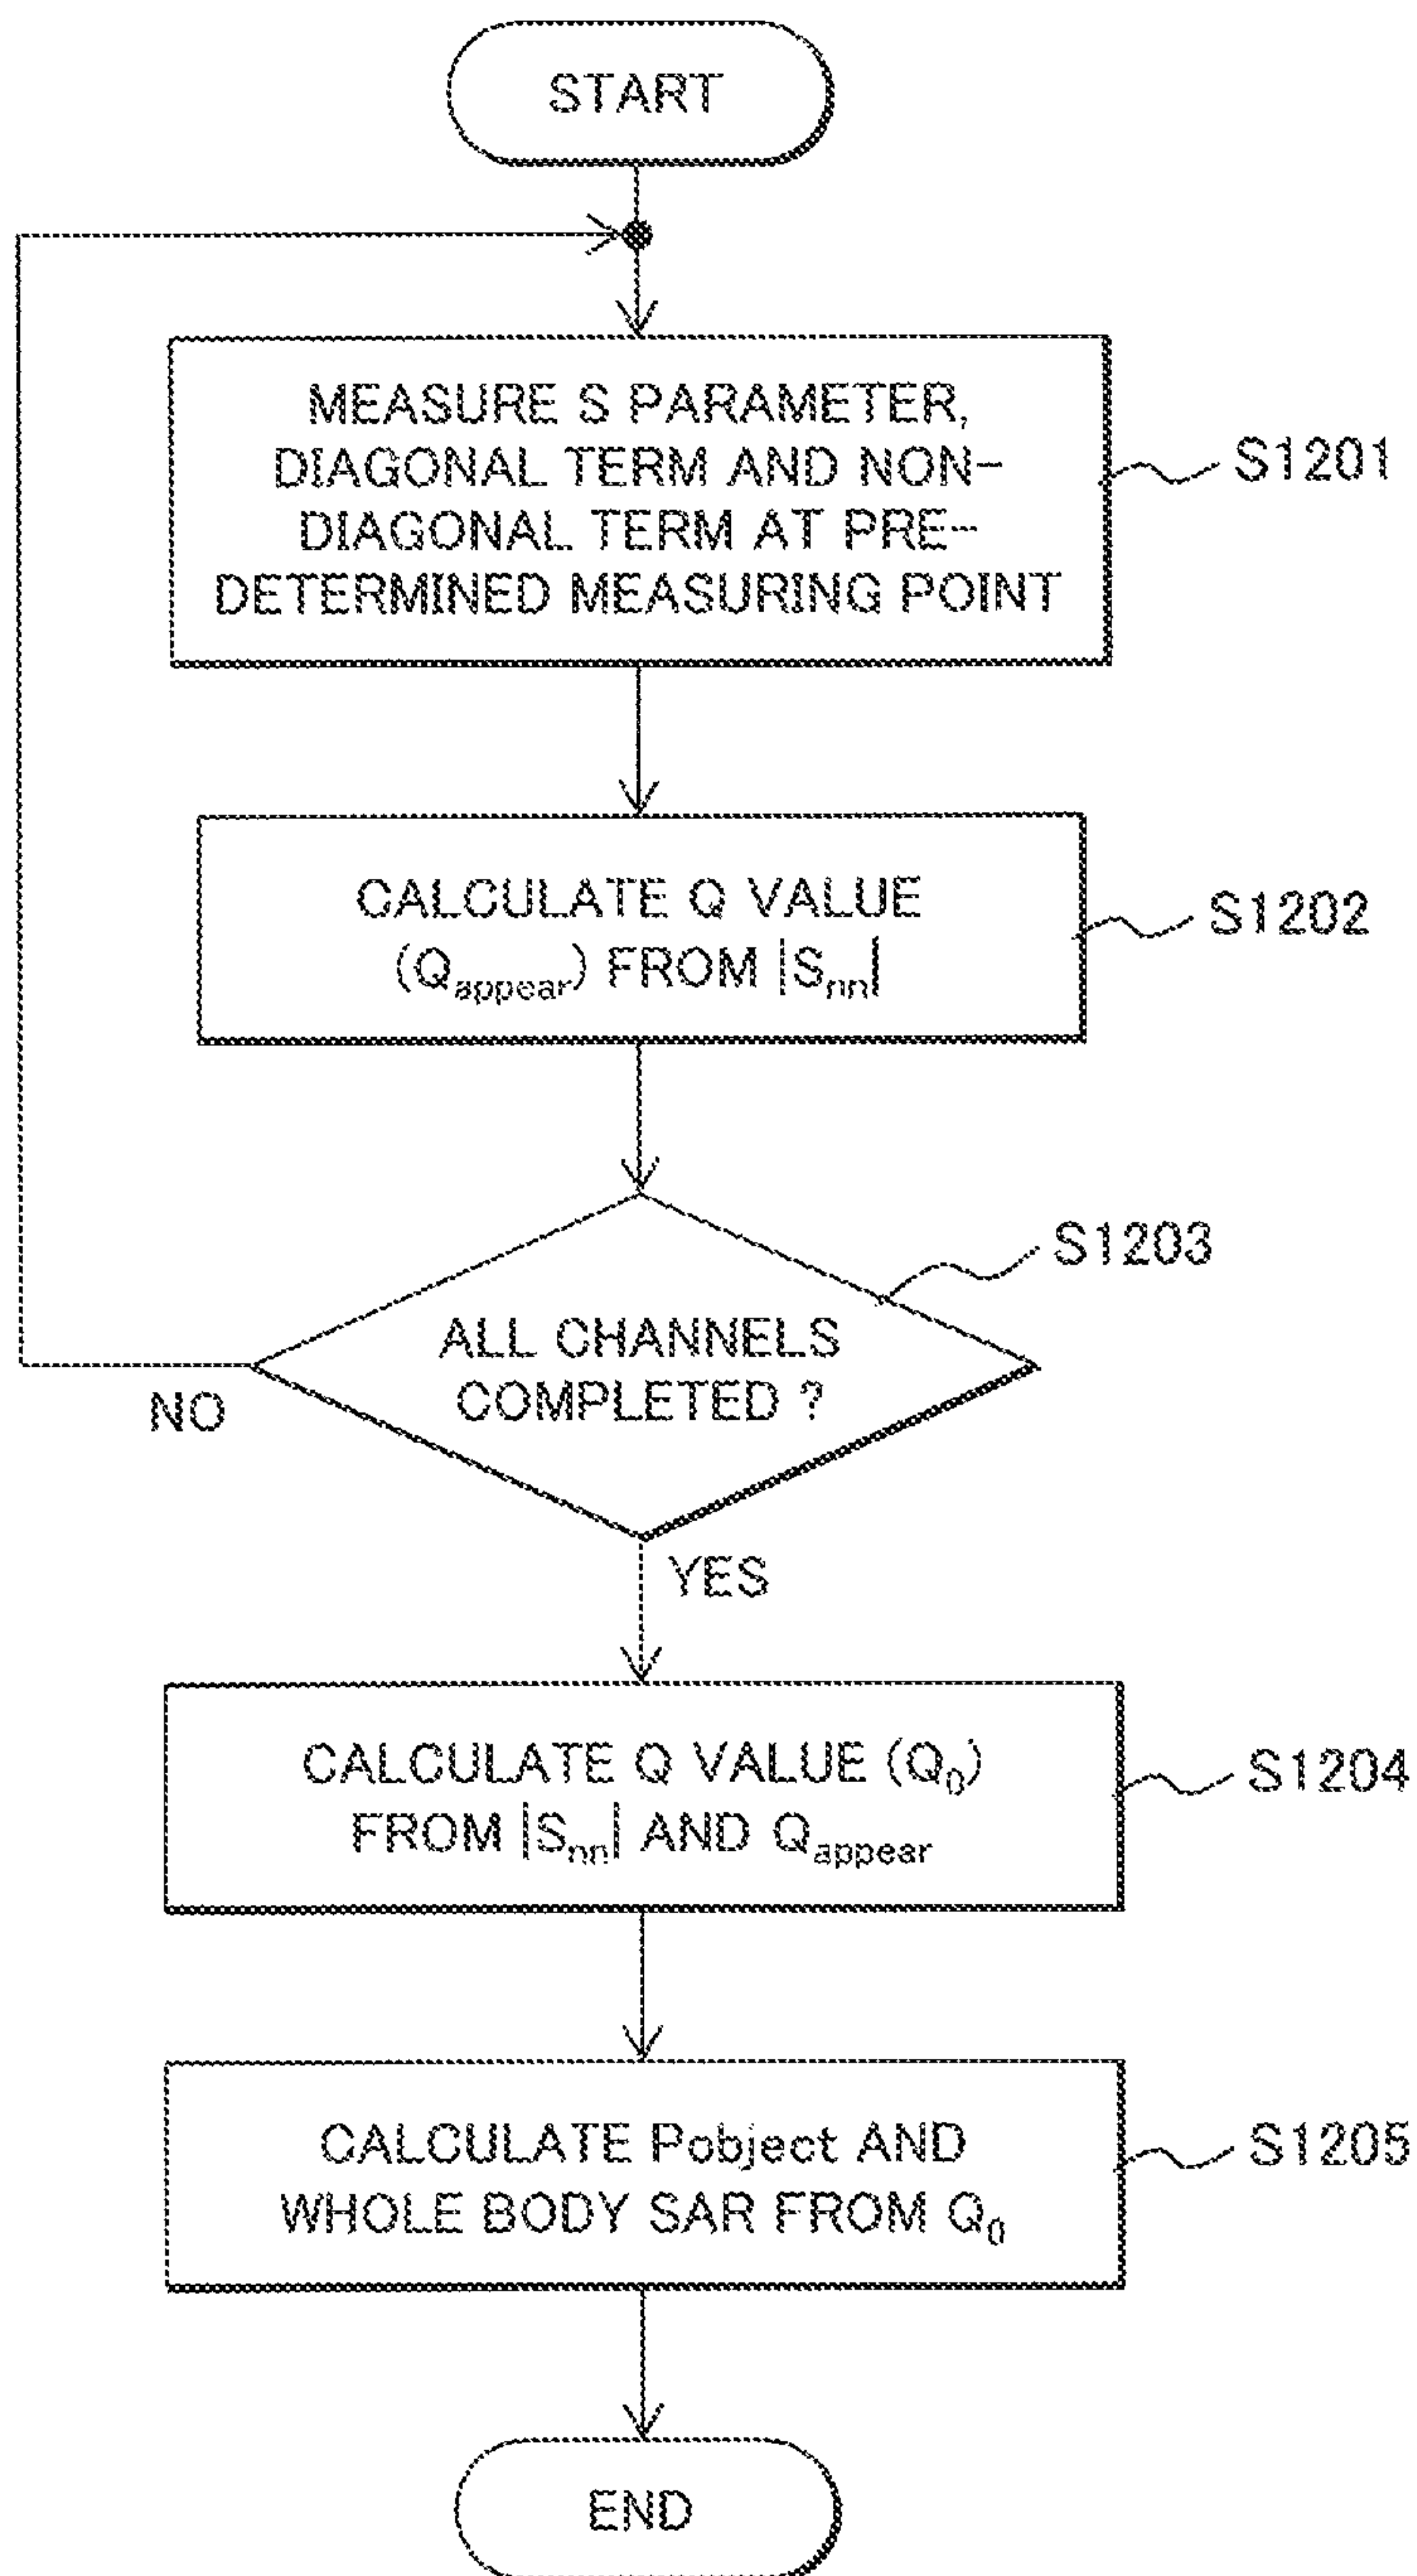 START
MEASURE S PARAMETER,
DIAGONAL TERM AND NON-
DIAGONAL TERM AT PRE-
DETERMINED MEASURING POINT
S1201
CALCULATE Q VALUE
(Qappear) FROM |Snn|
S1202
S1203
ALL CHANNELS
COMPLETED ?
NO
YES
CALCULATE Q VALUE (Q0)
FROM |Snn| AND Qappear
S1204
CALCULATE Pobject AND
WHOLE BODY SAR FROM Q0
S1205
END